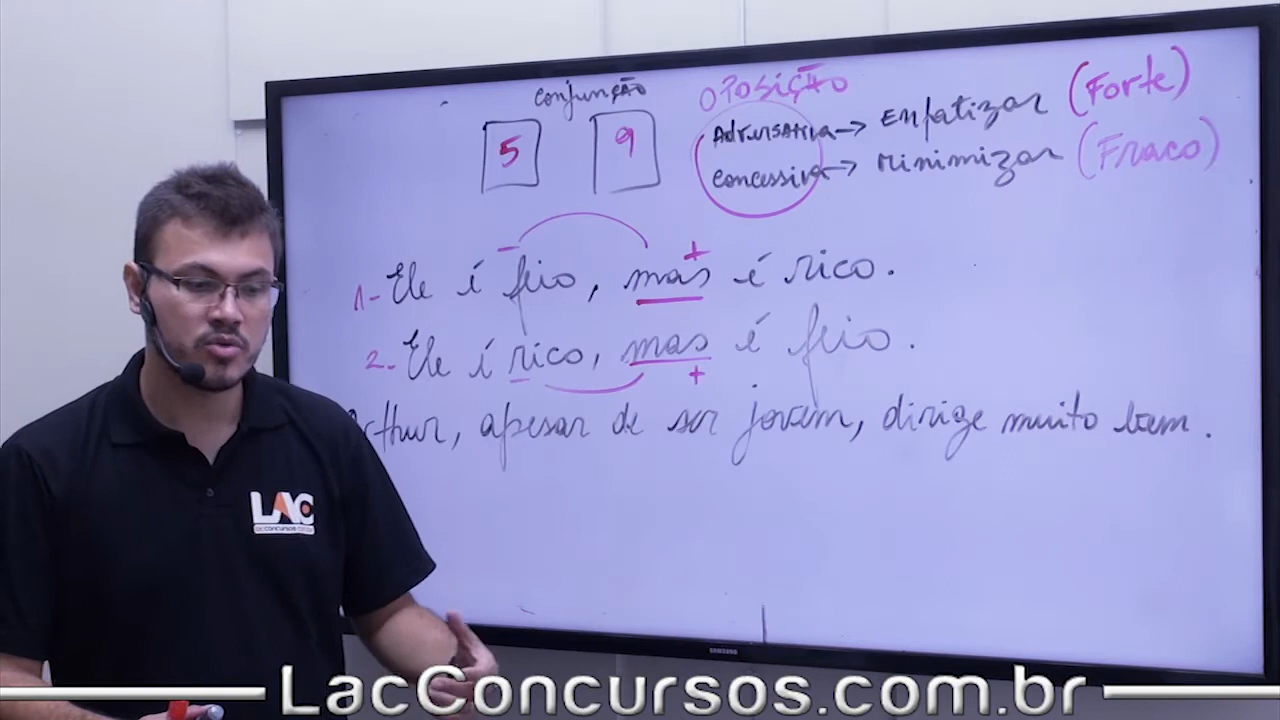 Conjunção
OPOSIÇÃO
5
9
Adversativa → Enfatizar (Forte)
Concessiva → Minimizar (Fraco)
- +
1- Ele é feio, mas é rico.
2- Ele é rico, mas é feio.
- +
rthur, apesar de ser jovem, dirige muito bem.
LAC
SAMSUNG
LacConcursos.com.br